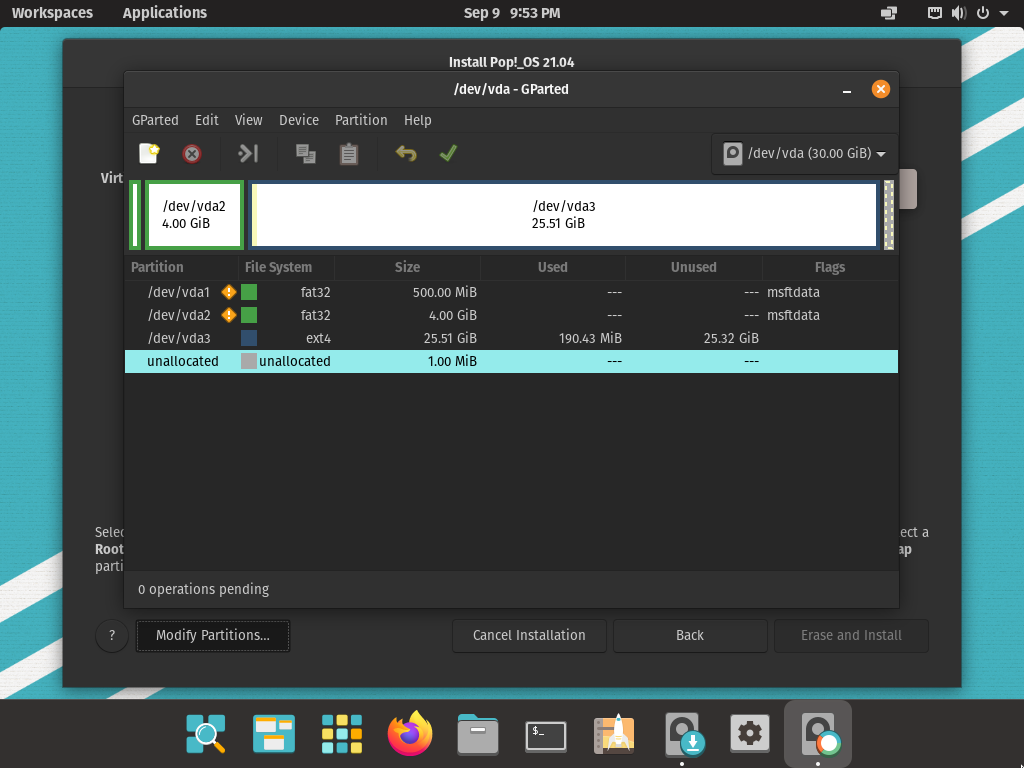 Workspaces Applications Sep 9 9:53 PM
Install Pop!_OS 21.04
/dev/vda - GParted
GParted Edit View Device Partition Help
/dev/vda (30.00 GiB)
Virt
/dev/vda2
4.00 GiB
/dev/vda3
25.51 GiB
Partition File System Size Used Unused Flags
/dev/vda1 fat32 500.00 MiB --- --- msftdata
/dev/vda2 fat32 4.00 GiB --- --- msftdata
/dev/vda3 ext4 25.51 GiB 190.43 MiB 25.32 GiB
unallocated unallocated 1.00 MiB --- ---
Selec ect a
Root ap
parti
0 operations pending
? Modify Partitions... Cancel Installation Back Erase and Install
$_